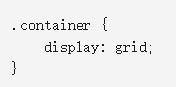 .container {
    display: grid;
}